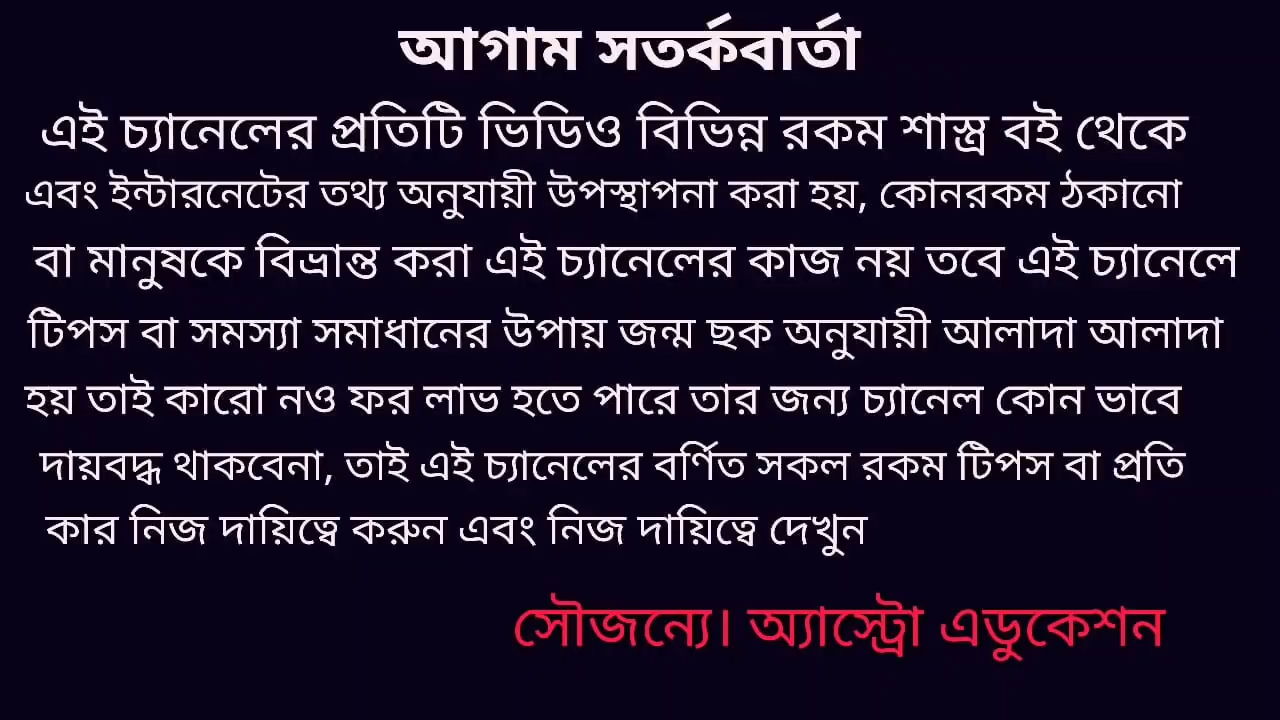 আগাম সতর্কবার্তা
এই চ্যানেলের প্রতিটি ভিডিও বিভিন্ন রকম শাস্ত্র বই থেকে
এবং ইন্টারনেটের তথ্য অনুযায়ী উপস্থাপনা করা হয়, কোনরকম ঠকানো
বা মানুষকে বিভ্রান্ত করা এই চ্যানেলের কাজ নয় তবে এই চ্যানেলে
টিপস বা সমস্যা সমাধানের উপায় জন্ম ছক অনুযায়ী আলাদা আলাদা
হয় তাই কারো নও ফর লাভ হতে পারে তার জন্য চ্যানেল কোন ভাবে
দায়বদ্ধ থাকবেনা, তাই এই চ্যানেলের বর্ণিত সকল রকম টিপস বা প্রতি
কার নিজ দায়িত্বে করুন এবং নিজ দায়িত্বে দেখুন
সৌজন্যে। অ্যাস্ট্রো এডুকেশন